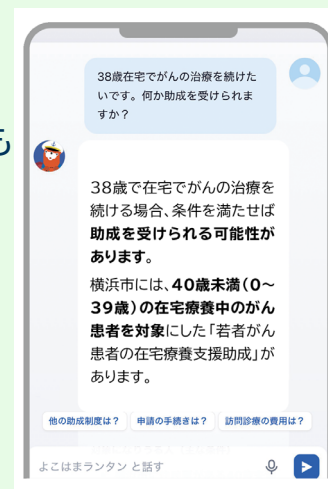 も
38歳在宅でがんの治療を続けた
いです。何か助成を受けられま
すか？
38歳で在宅でがんの治療を
続ける場合、条件を満たせば
助成を受けられる可能性が
あります。
横浜市には、40歳未満（0～
39歳）の在宅療養中のがん
患者を対象にした「若者がん
患者の在宅療養支援助成」が
あります。
他の助成制度は？ 申請の手続きは？ 訪問診療の費用は？
よこはまランタン と話す